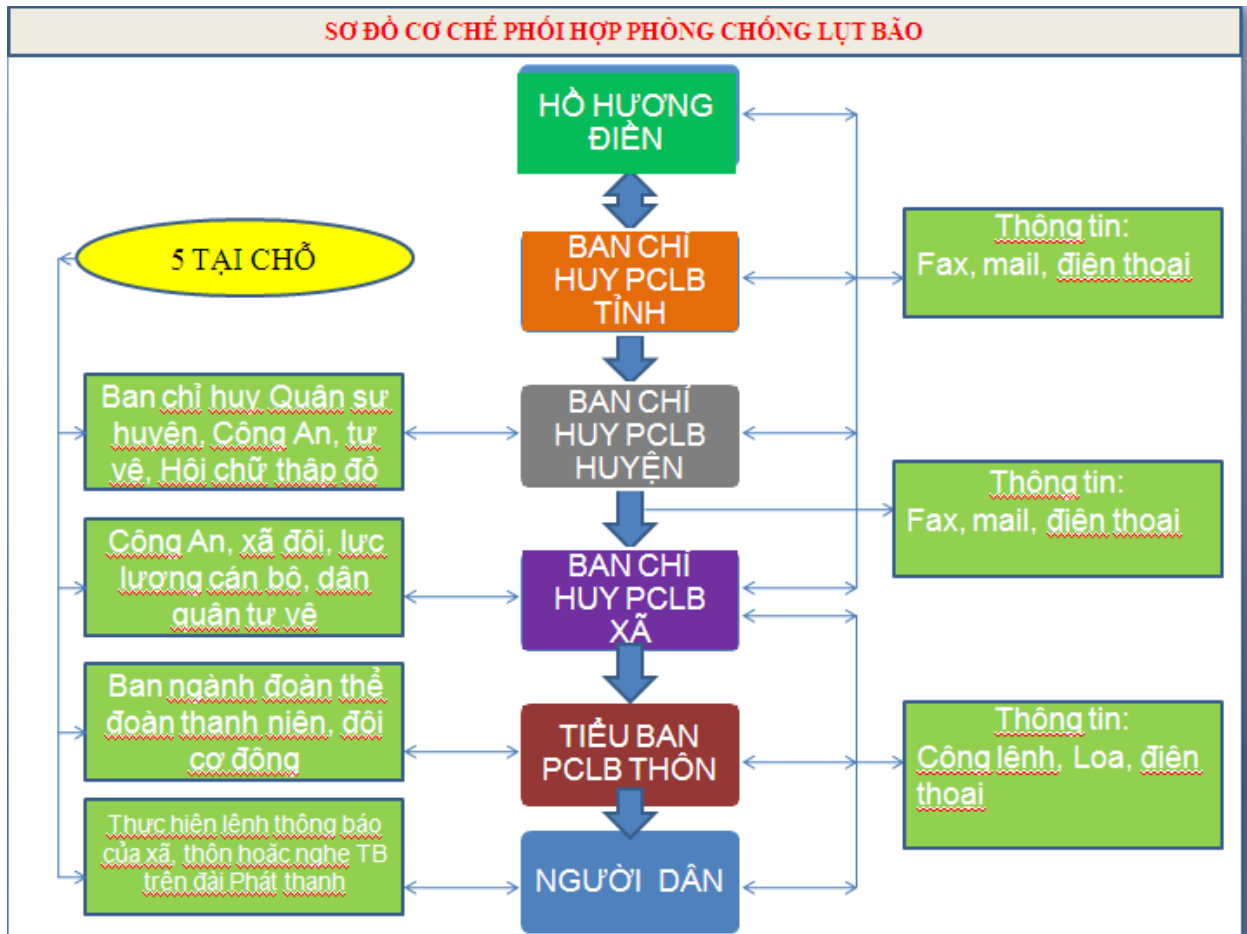 SƠ ĐỒ CƠ CHẾ PHỐI HỢP PHÒNG CHỐNG LỤT BÃO
HỒ HƯƠNG
ĐIỀN
5 TẠI CHỖ
BAN CHỈ
HUY PCLB
TỈNH
Thông tin:
Fax, mail, điện thoại
Ban chỉ huy Quân sự
huyện, Công An, tự
vệ, Hội chữ thập đỏ
BAN CHỈ
HUY PCLB
HUYỆN
Thông tin:
Fax, mail, điện thoại
Công An, xã đội, lực
lượng cán bộ, dân
quân tự vệ
BAN CHỈ
HUY PCLB
XÃ
Ban ngành đoàn thể
đoàn thanh niên, đội
cơ động
TIỂU BAN
PCLB THÔN
Thông tin:
Công lệnh, Loa, điện
thoại
Thực hiện lệnh thông báo
của xã, thôn hoặc nghe TB
trên đài Phát thanh
NGƯỜI DÂN